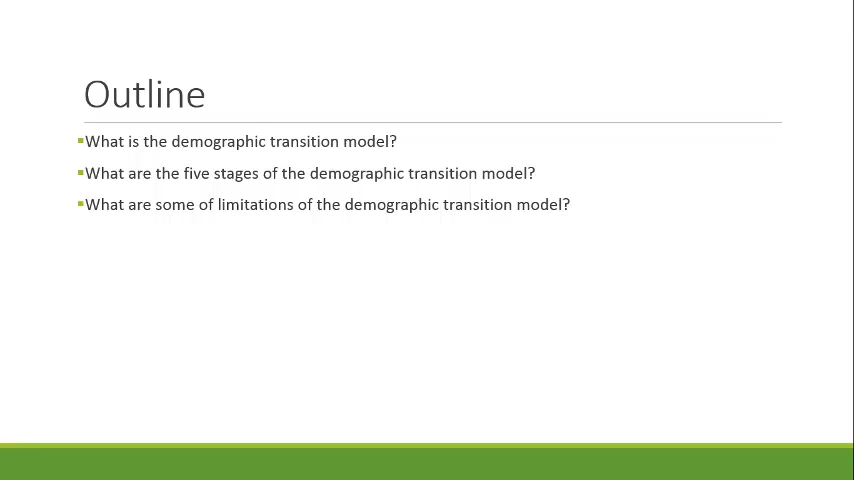 Outline
▪What is the demographic transition model?
▪What are the five stages of the demographic transition model?
▪What are some of limitations of the demographic transition model?